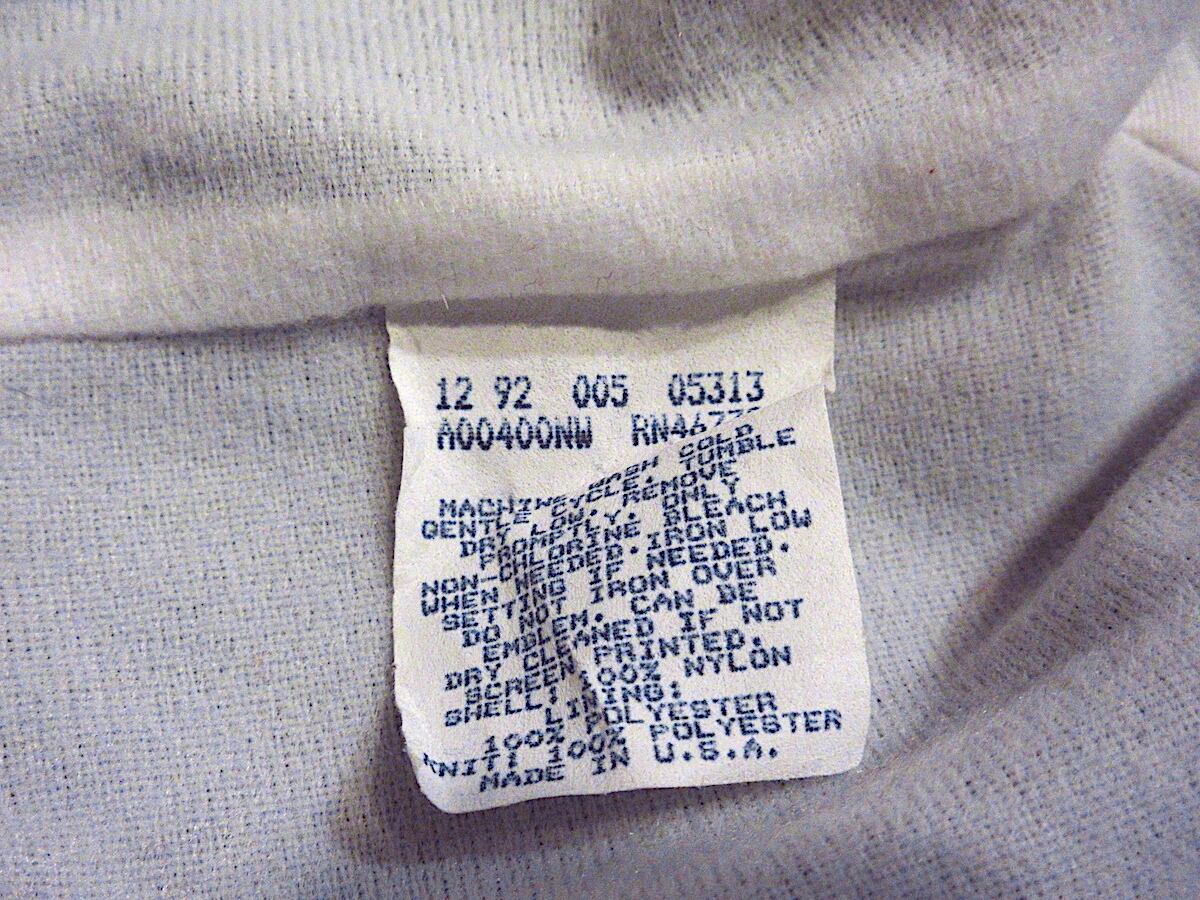 12 92 005 05313
A00400NW
MACHINE WASH COLD
GENTLE CYCLE. TUMBLE
DRY LOW. REMOVE
PROMPTLY. ONLY
NON-CHLORINE BLEACH
WHEN NEEDED. IRON LOW
SETTING IF NEEDED.
DO NOT IRON OVER
EMBLEM. CAN BE
DRY CLEANED IF NOT
SCREEN PRINTED.
SHELL: 100% NYLON
LINING:
100% POLYESTER
KNIT: 100% POLYESTER
MADE IN U.S.A.